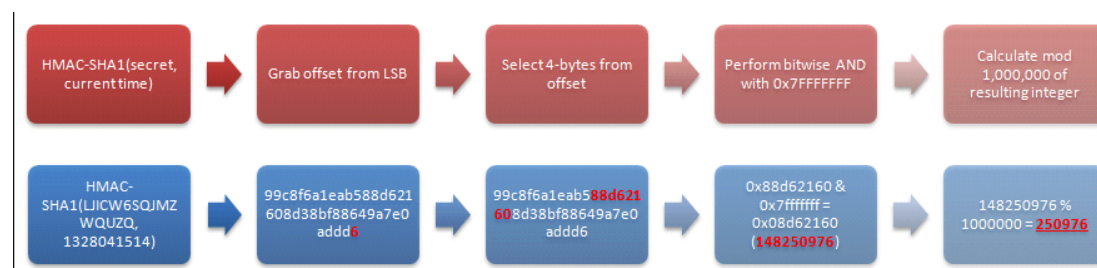 HMAC-SHA1(secret,
current time)
Grab offset from LSB
Select 4-bytes from
offset
Perform bitwise AND
with 0x7FFFFFFF
Calculate mod
1,000,000 of
resulting integer
HMAC-
SHA1(LJICW6SQJMZ
WQUZQ,
1328041514)
99c8f6a1eab588d621
608d38bf88649a7e0
addd6
99c8f6a1eab588d621
608d38bf88649a7e0
addd6
0x88d62160 &
0x7fffffff =
0x08d62160
(148250976)
148250976 %
1000000 = 250976